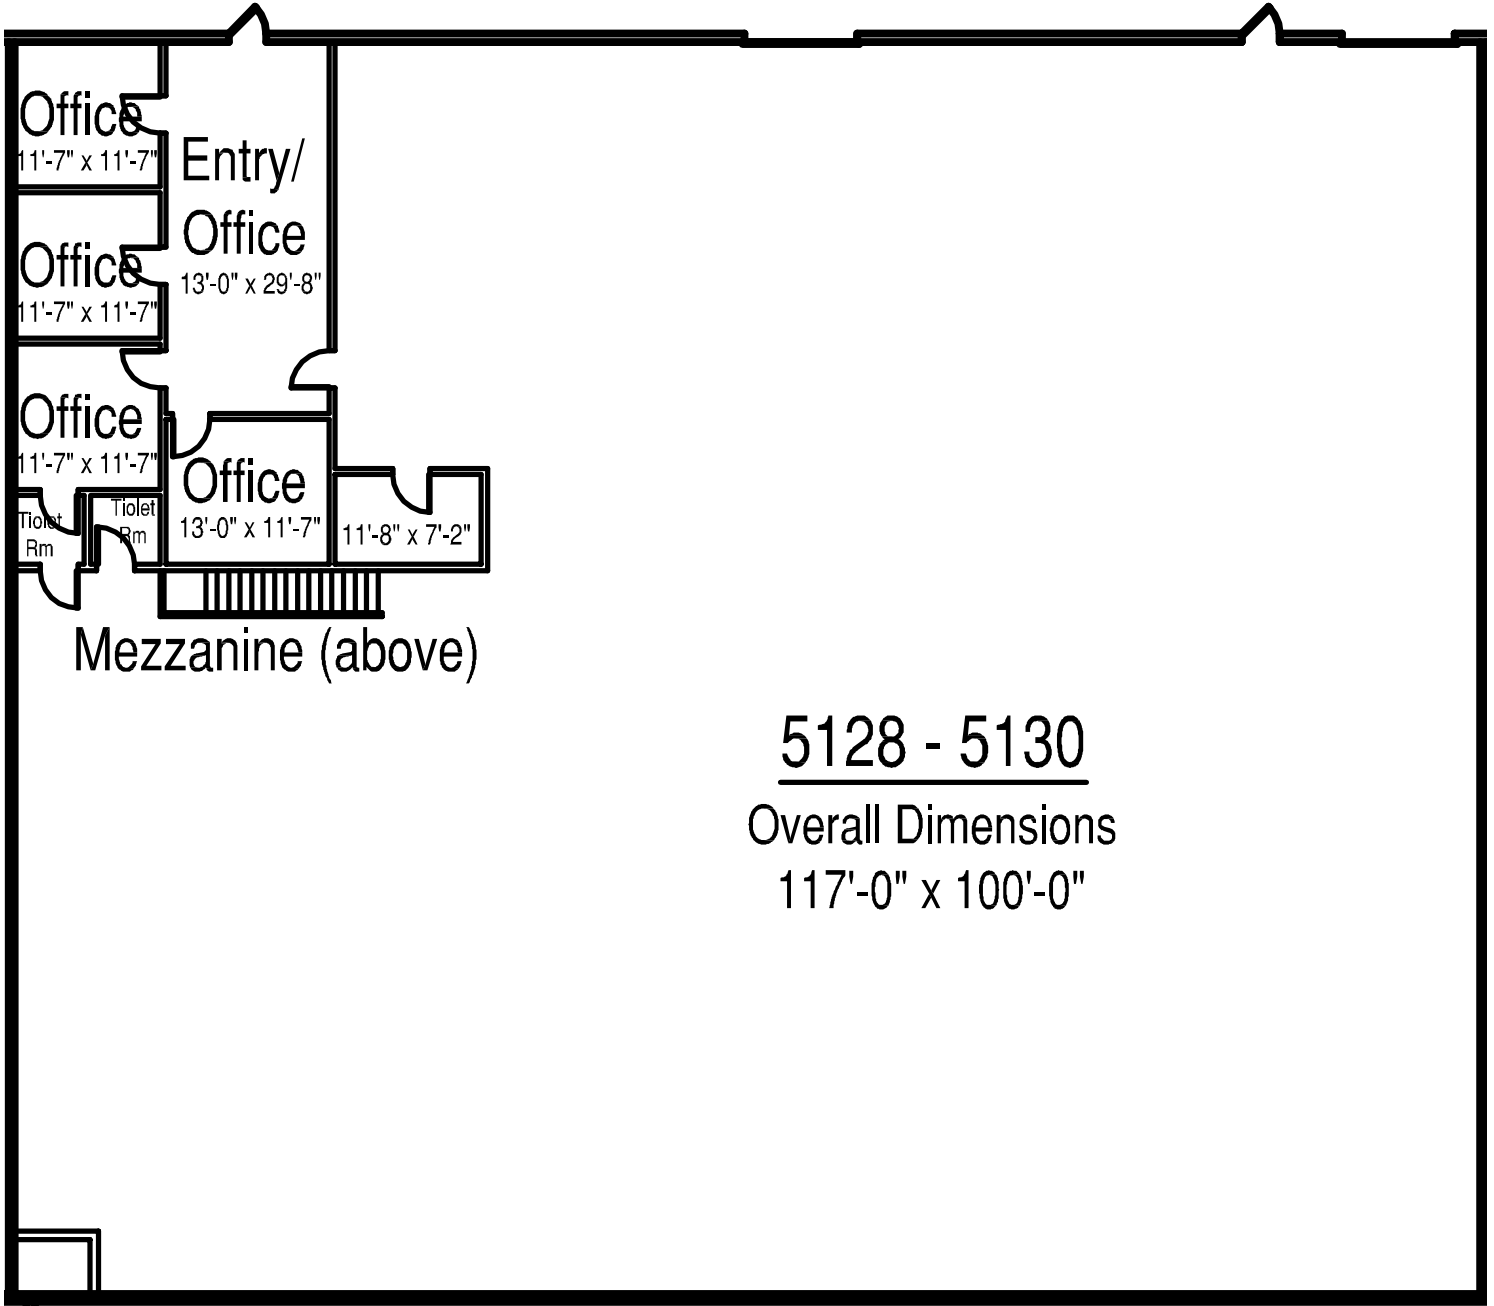 Office
11'-7" x 11'-7"
Entry/
Office
13'-0" x 29'-8"
Office
11'-7" x 11'-7"
Office
11'-7" x 11'-7"
Office
13'-0" x 11'-7"
11'-8" x 7'-2"
Tiolet
Rm
Tiolet
Rm
Mezzanine (above)
5128 - 5130
Overall Dimensions
117'-0" x 100'-0"